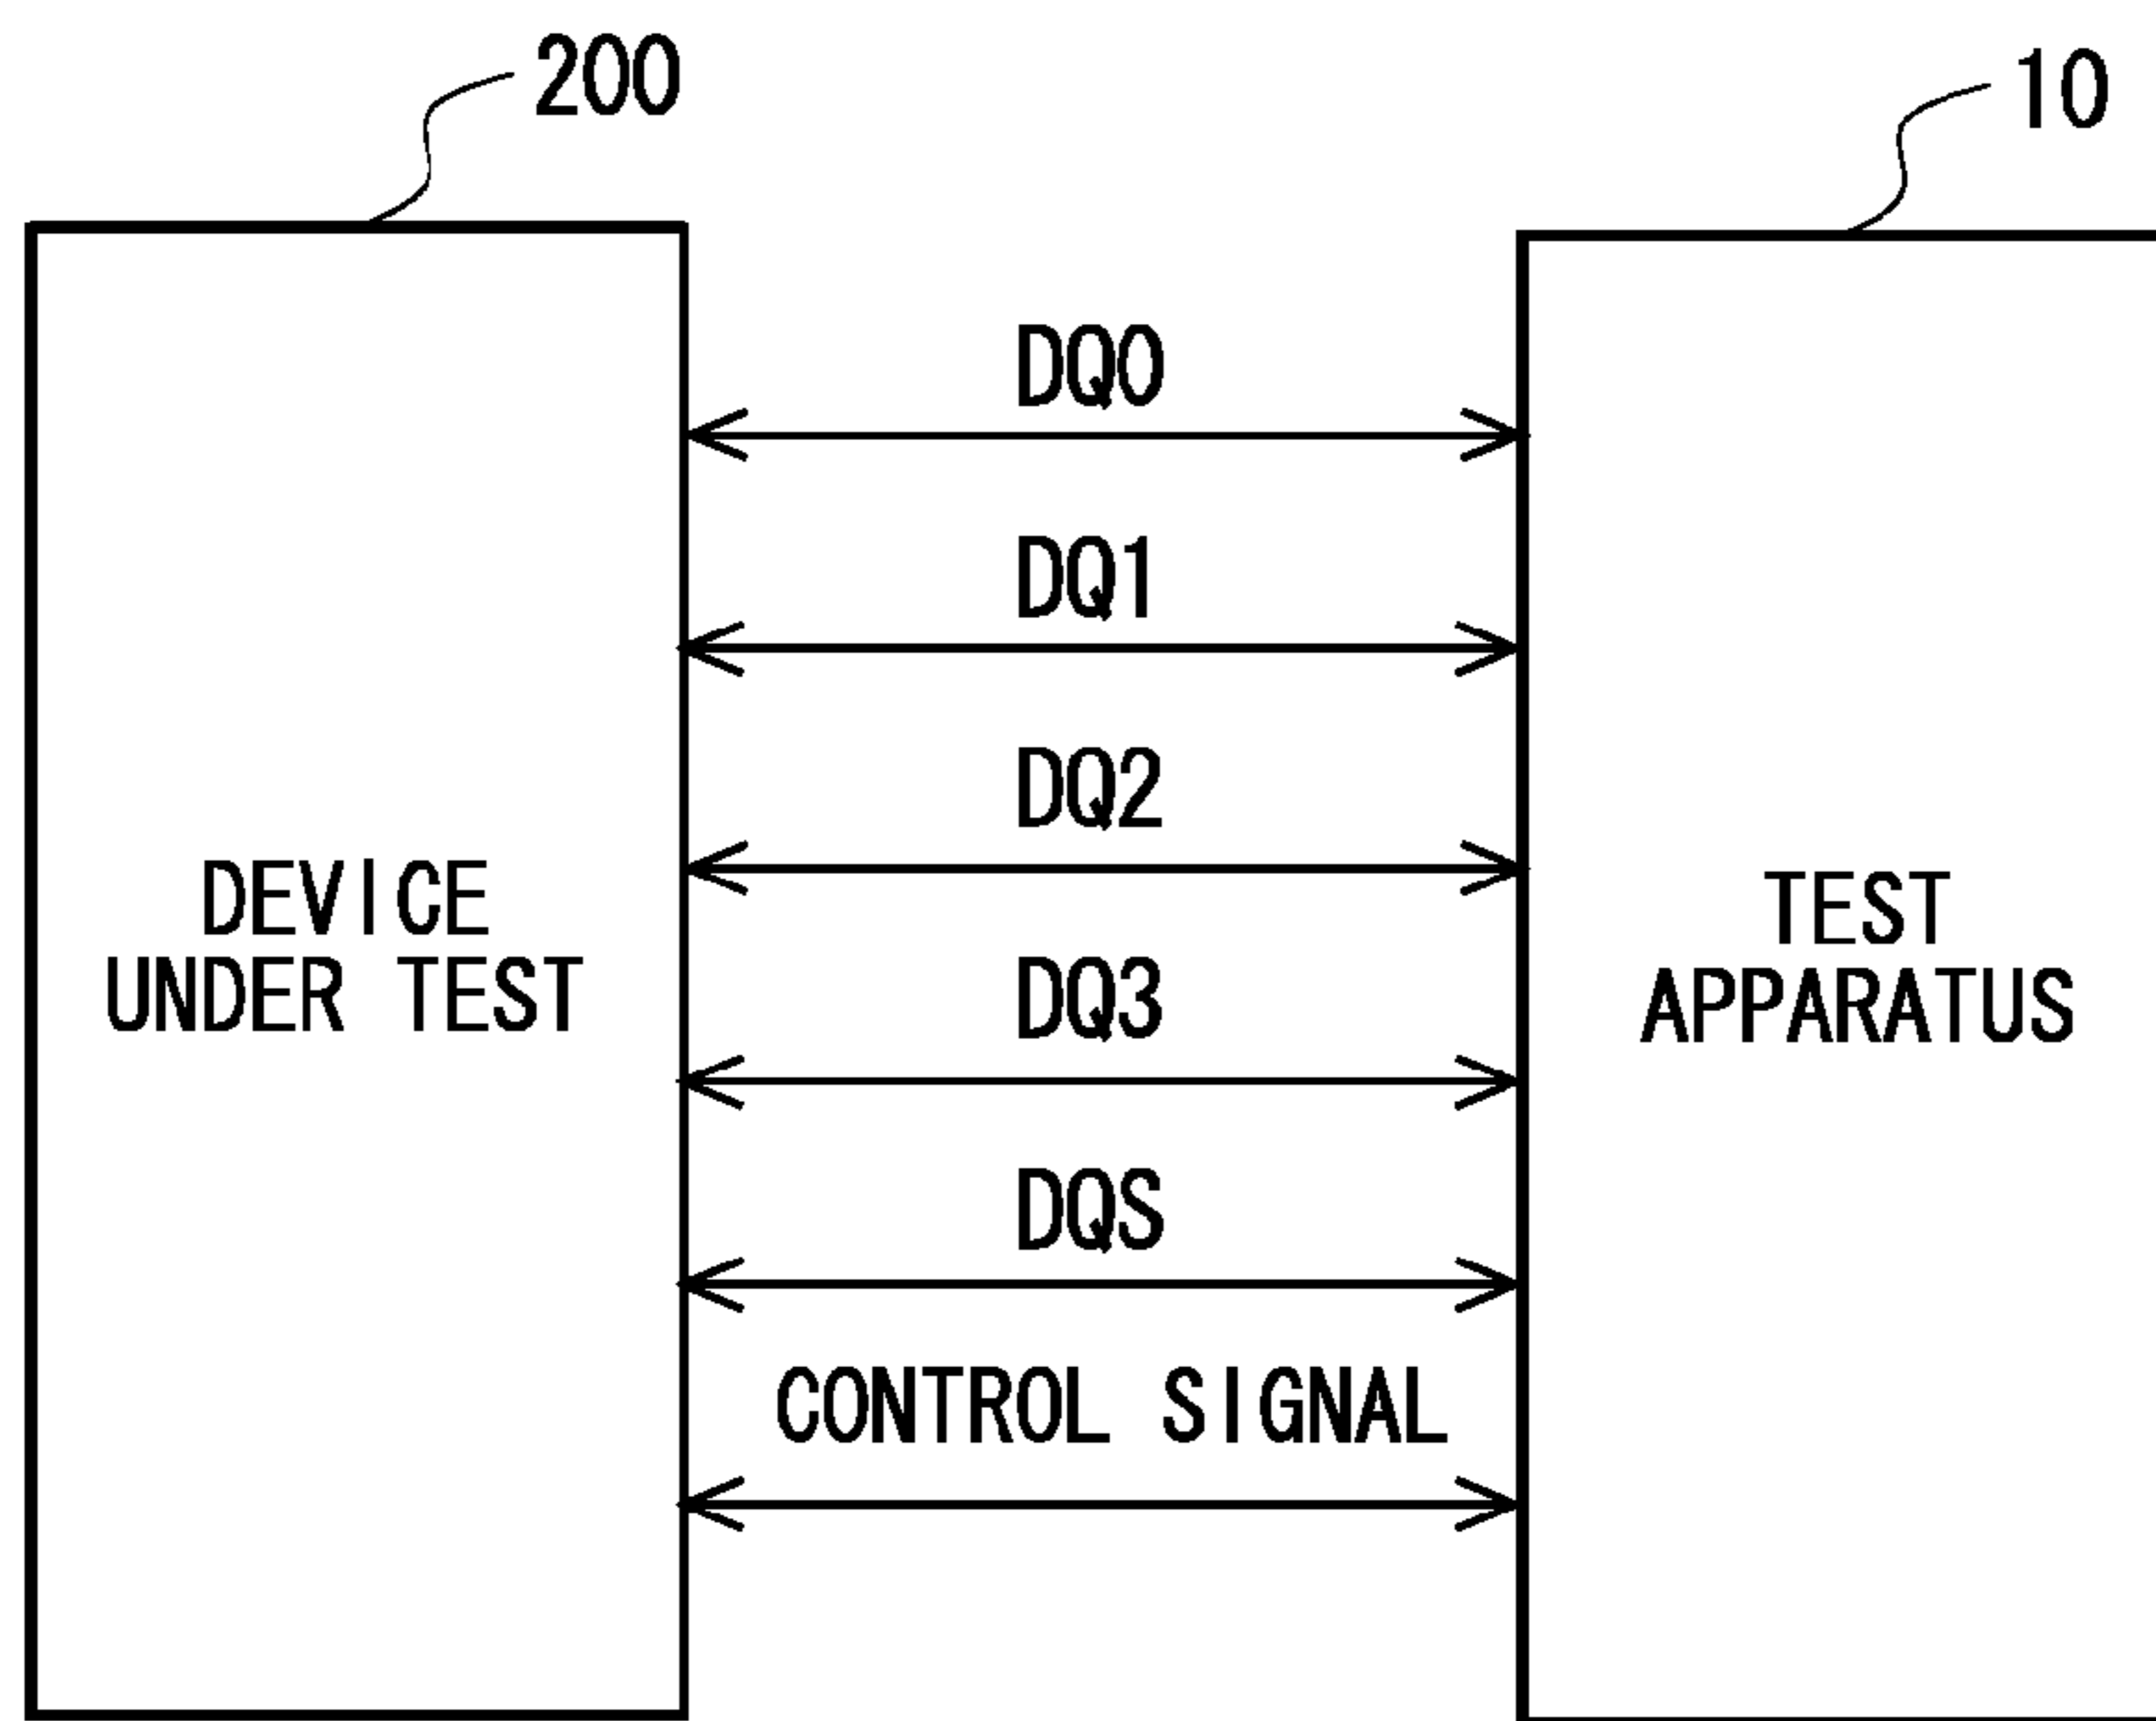 200
10
DQ0
DQ1
DQ2
DEVICE
UNDER TEST
DQ3
TEST
APPARATUS
DQS
CONTROL SIGNAL